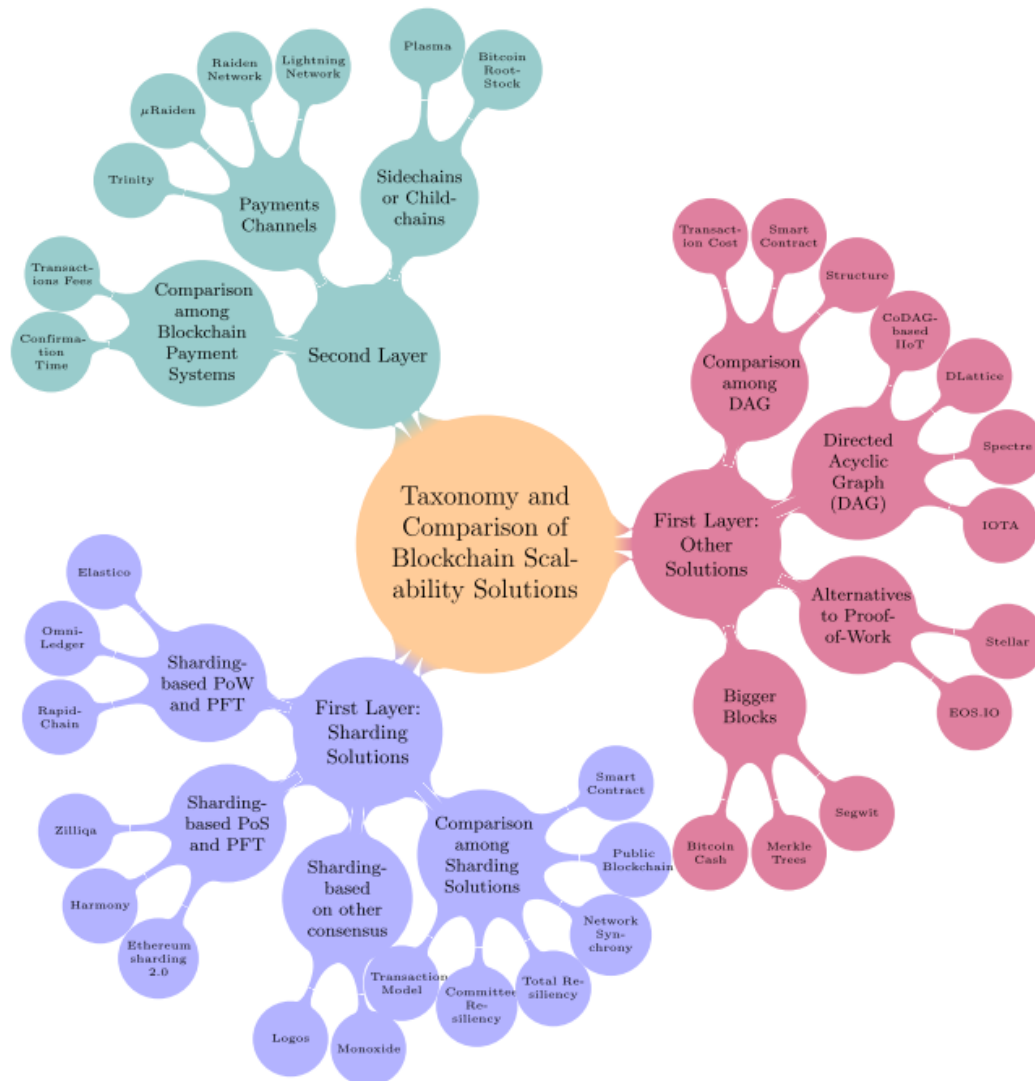 Plasma
Bitcoin
Root-
Stock
Raiden
Network
Lightning
Network
μRaiden
Trinity
Payments
Channels
Sidechains
or Child-
chains
Transact-
ions Fees
Confirma-
tion
Time
Comparison
among
Blockchain
Payment
Systems
Second Layer
Transact-
ion Cost
Smart
Contract
Structure
CoDAG-
based
IIoT
DLattice
Spectre
IOTA
Comparison
among
DAG
Directed
Acyclic
Graph
(DAG)
Taxonomy and
Comparison of
Blockchain Scal-
ability Solutions
First Layer:
Other
Solutions
Alternatives
to Proof-
of-Work
Stellar
EOS.IO
Bigger
Blocks
Segwit
Merkle
Trees
Bitcoin
Cash
Elastico
Omni-
Ledger
Rapid-
Chain
Sharding-
based PoW
and PFT
First Layer:
Sharding
Solutions
Sharding-
based PoS
and PFT
Zilliqa
Harmony
Ethereum
sharding
2.0
Sharding-
based
on other
consensus
Logos
Monoxide
Comparison
among
Sharding
Solutions
Smart
Contract
Public
Blockchain
Network
Syn-
chrony
Total Re-
siliency
Committee
Re-
siliency
Transaction
Model